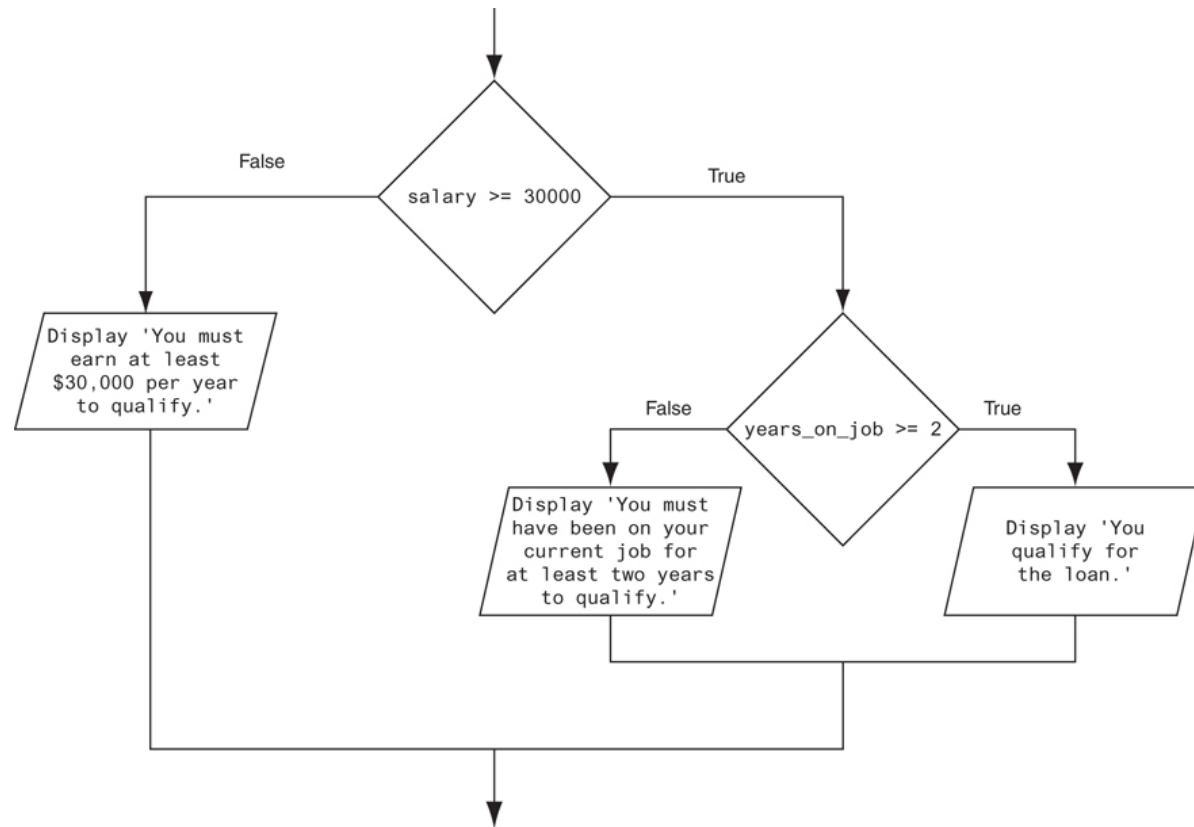 False
salary >= 30000
True
Display 'You must
earn at least
$30,000 per year
to qualify.'
False
years_on_job >= 2
True
Display 'You must
have been on your
current job for
at least two years
to qualify.'
Display 'You
qualify for
the loan.'